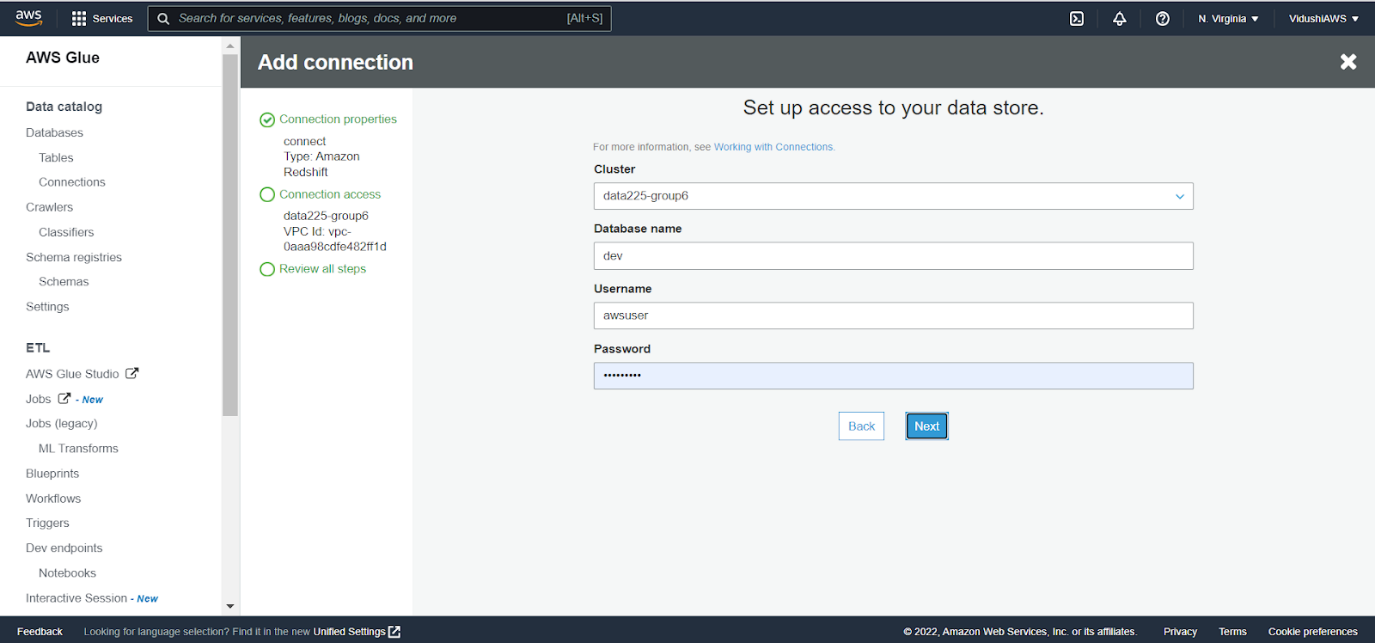 aws
Services
Search for services, features, blogs, docs, and more
[Alt+S]
N. Virginia
VidushiAWS
AWS Glue
Data catalog
Databases
Tables
Connections
Crawlers
Classifiers
Schema registries
Schemas
Settings
ETL
AWS Glue Studio
Jobs - New
Jobs (legacy)
ML Transforms
Blueprints
Workflows
Triggers
Dev endpoints
Notebooks
Interactive Session - New
Add connection
Connection properties
connect
Type: Amazon
Redshift
Connection access
data225-group6
VPC Id: vpc-
0aaa98cdfe482ff1d
Review all steps
Set up access to your data store.
For more information, see Working with Connections.
Cluster
data225-group6
Database name
dev
Username
awsuser
Password
•••••••••
Back
Next
Feedback
Looking for language selection? Find it in the new Unified Settings
© 2022, Amazon Web Services, Inc. or its affiliates.
Privacy
Terms
Cookie preferences